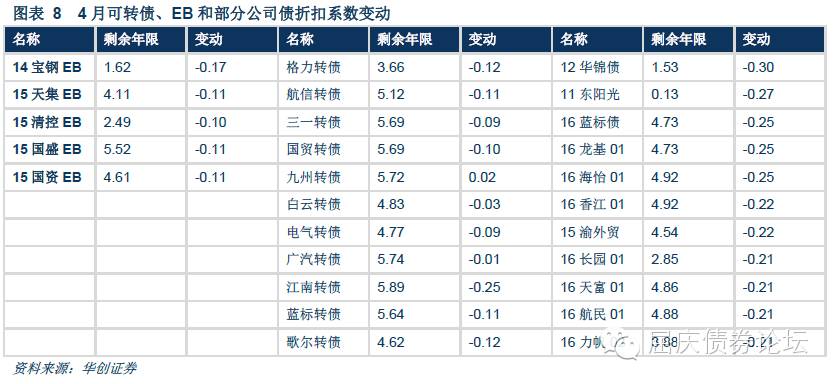 图表 8 4 月可转债、EB 和部分公司债折扣系数变动
名称 剩余年限 变动 名称 剩余年限 变动 名称 剩余年限 变动
14 宝钢 EB 1.62 -0.17 格力转债 3.66 -0.12 12 华锦债 1.53 -0.30
15 天集 EB 4.11 -0.11 航信转债 5.12 -0.11 11 东阳光 0.13 -0.27
15 清控 EB 2.49 -0.10 三一转债 5.69 -0.09 16 蓝标债 4.73 -0.25
15 国盛 EB 5.52 -0.11 国贸转债 5.69 -0.10 16 龙基 01 4.73 -0.25
15 国资 EB 4.61 -0.11 九州转债 5.72 0.02 16 海怡 01 4.92 -0.25
白云转债 4.83 -0.03 16 香江 01 4.92 -0.22
电气转债 4.77 -0.09 15 渝外贸 4.54 -0.22
广汽转债 5.74 -0.01 16 长园 01 2.85 -0.21
江南转债 5.89 -0.25 16 天富 01 4.86 -0.21
蓝标转债 5.64 -0.11 16 航民 01 4.88 -0.21
歌尔转债 4.62 -0.12 16 力帆 3.98 -0.21
屈庆债券论坛
资料来源：华创证券